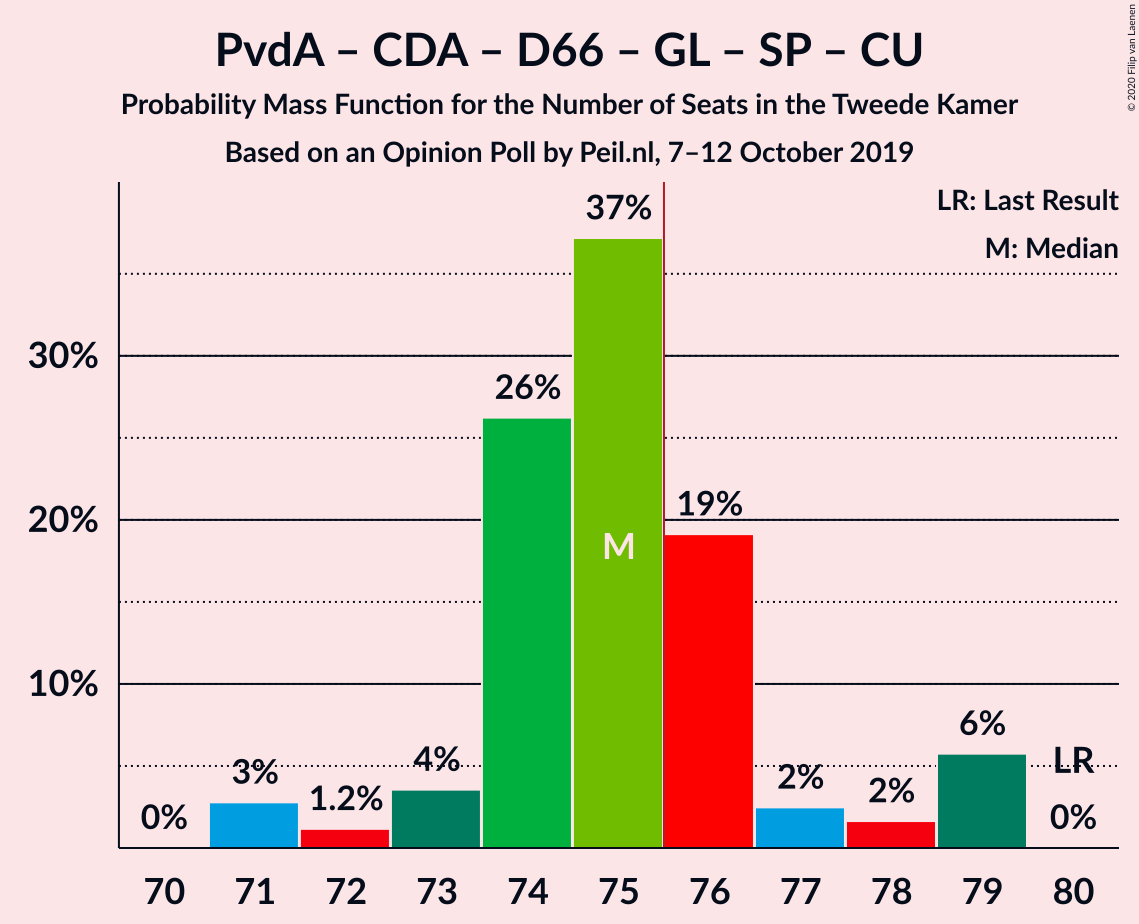 PvdA – CDA – D66 – GL – SP – CU
Probability Mass Function for the Number of Seats in the Tweede Kamer
Based on an Opinion Poll by Peil.nl, 7–12 October 2019
© 2020 Filip van Laenen
LR: Last Result
M: Median
30%
20%
10%
0%
3%
1.2%
4%
26%
37%
M
19%
2%
2%
6%
LR
0%
70 71 72 73 74 75 76 77 78 79 80